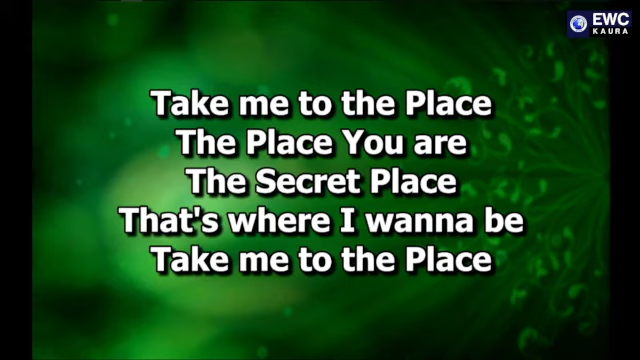 EWC
KAURA
Take me to the Place
The Place You are
The Secret Place
That's where I wanna be
Take me to the Place